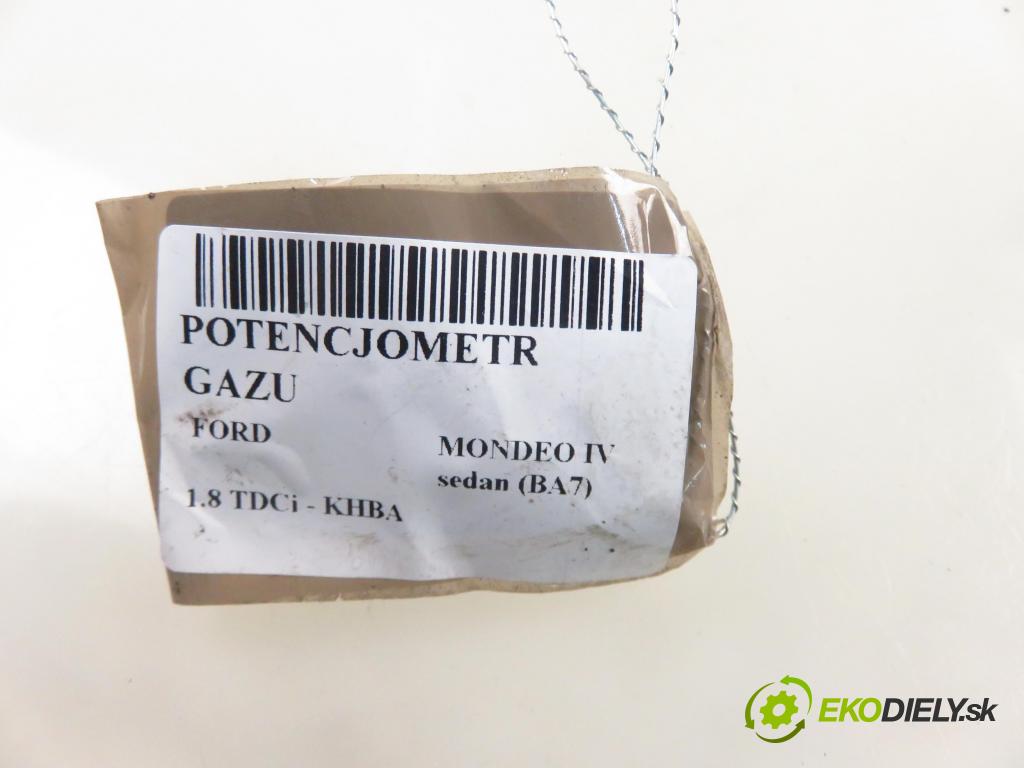 POTENCJOMETR
GAZU
FORD
MONDEO IV
sedan (BA7)
1.8 TDCi - KHBA
EKODIELY.sk